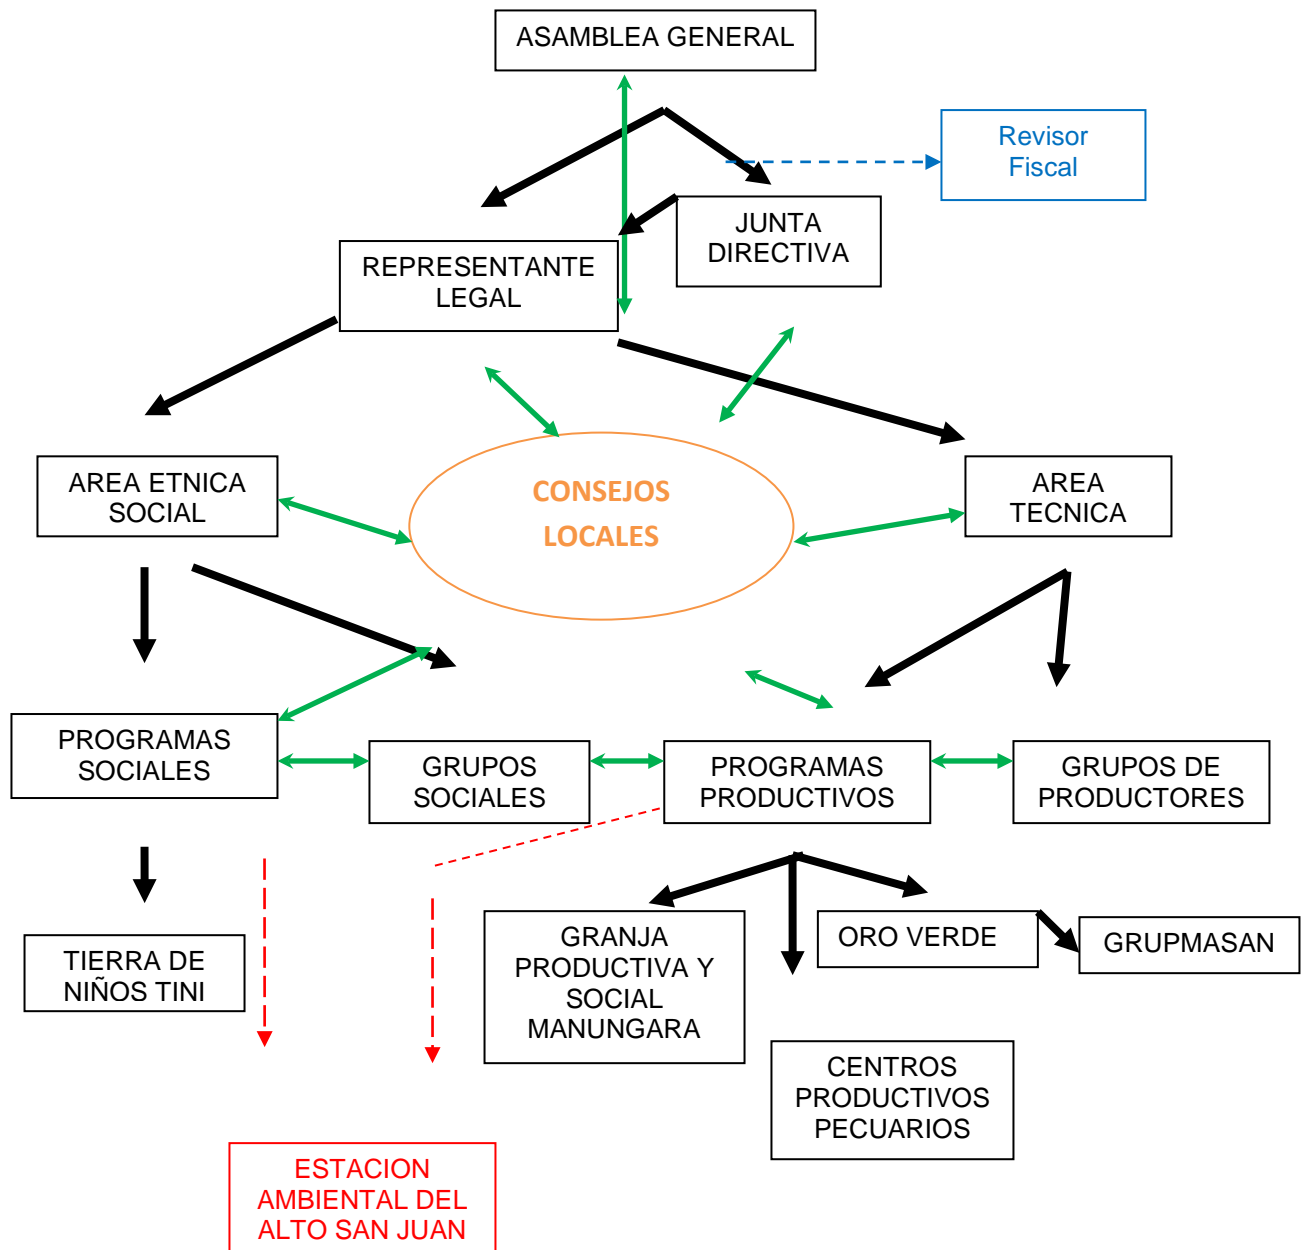 ASAMBLEA GENERAL
Revisor
Fiscal
JUNTA
DIRECTIVA
REPRESENTANTE
LEGAL
AREA ETNICA
SOCIAL
CONSEJOS
LOCALES
AREA
TECNICA
PROGRAMAS
SOCIALES
GRUPOS
SOCIALES
PROGRAMAS
PRODUCTIVOS
GRUPOS DE
PRODUCTORES
TIERRA DE
NIÑOS TINI
GRANJA
PRODUCTIVA Y
SOCIAL
MANUNGARA
ORO VERDE
GRUPMASAN
CENTROS
PRODUCTIVOS
PECUARIOS
ESTACION
AMBIENTAL DEL
ALTO SAN JUAN